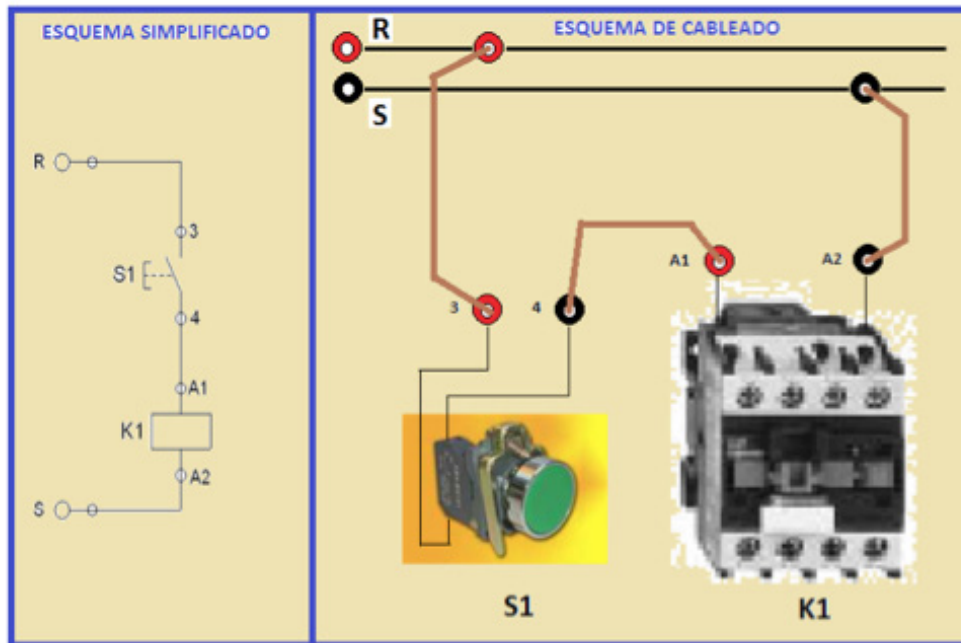 ESQUEMA SIMPLIFICADO
R
3
S1
4
A1
K1
A2
S
ESQUEMA DE CABLEADO
R
S
A1
A2
3
4
S1
K1